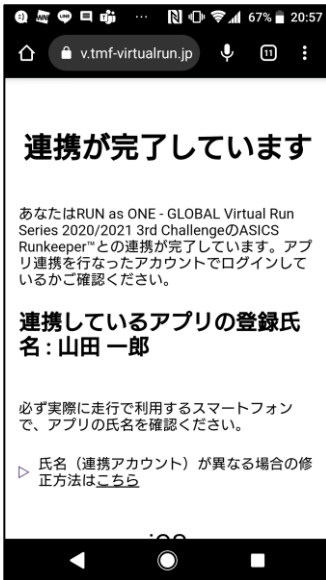 67% 20:57
v.tmf-virtualrun.jp
11
連携が完了しています
あなたはRUN as ONE - GLOBAL Virtual Run
Series 2020/2021 3rd ChallengeのASICS
Runkeeper™との連携が完了しています。アプ
リ連携を行なったアカウントでログインして
いるかご確認ください。
連携しているアプリの登録氏
名 : 山田 一郎
必ず実際に走行で利用するスマートフォン
で、アプリの氏名を確認ください。
氏名（連携アカウント）が異なる場合の修
正方法はこちら